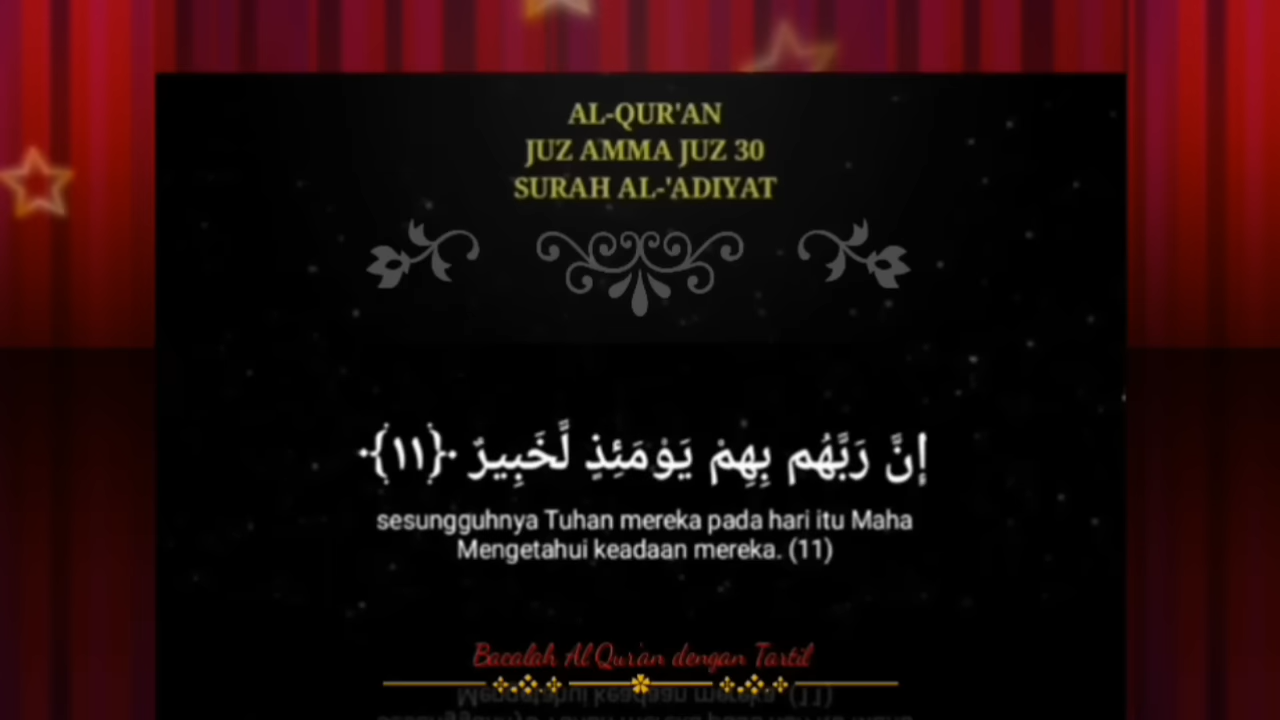 AL-QUR'AN
JUZ AMMA JUZ 30
SURAH AL-'ADIYAT
إِنَّ رَبَّهُم بِهِمْ يَوْمَئِذٍ لَّخَبِيرٌ ﴿١١﴾
sesungguhnya Tuhan mereka pada hari itu Maha
Mengetahui keadaan mereka. (11)
Bacalah Al Qur'an dengan Tartil